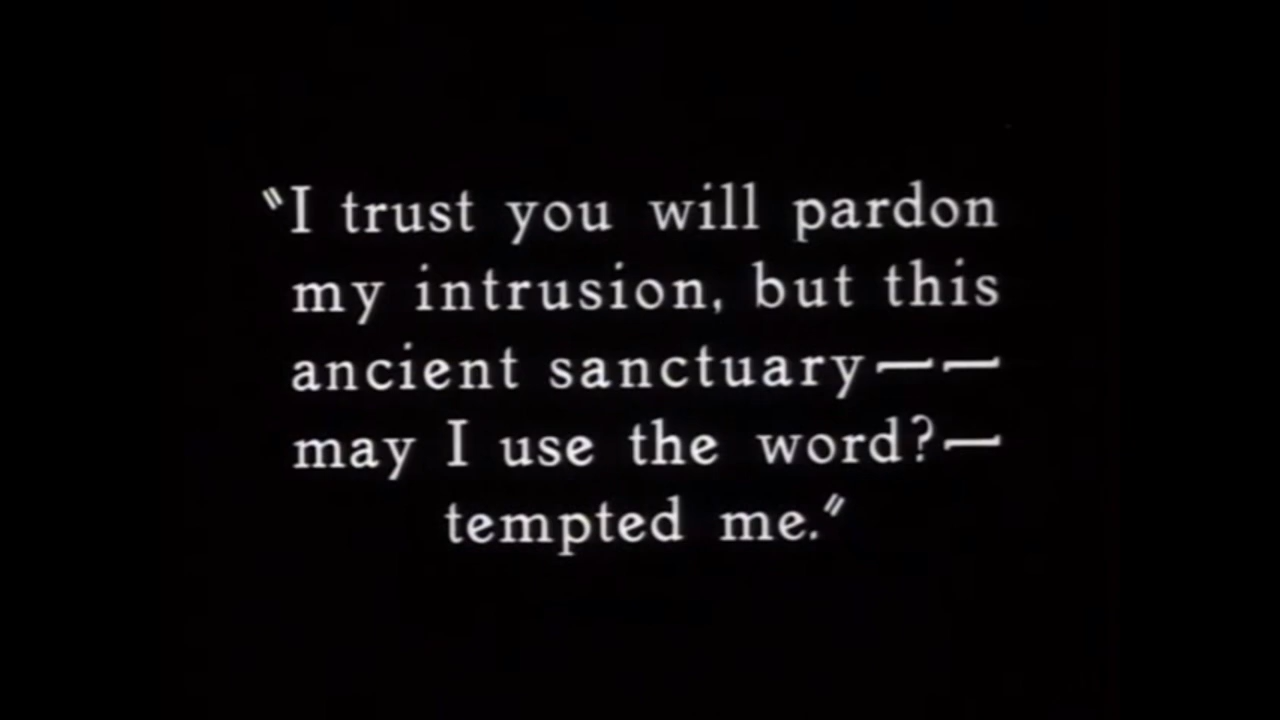 "I trust you will pardon
my intrusion, but this
ancient sanctuary——
may I use the word?—
tempted me."